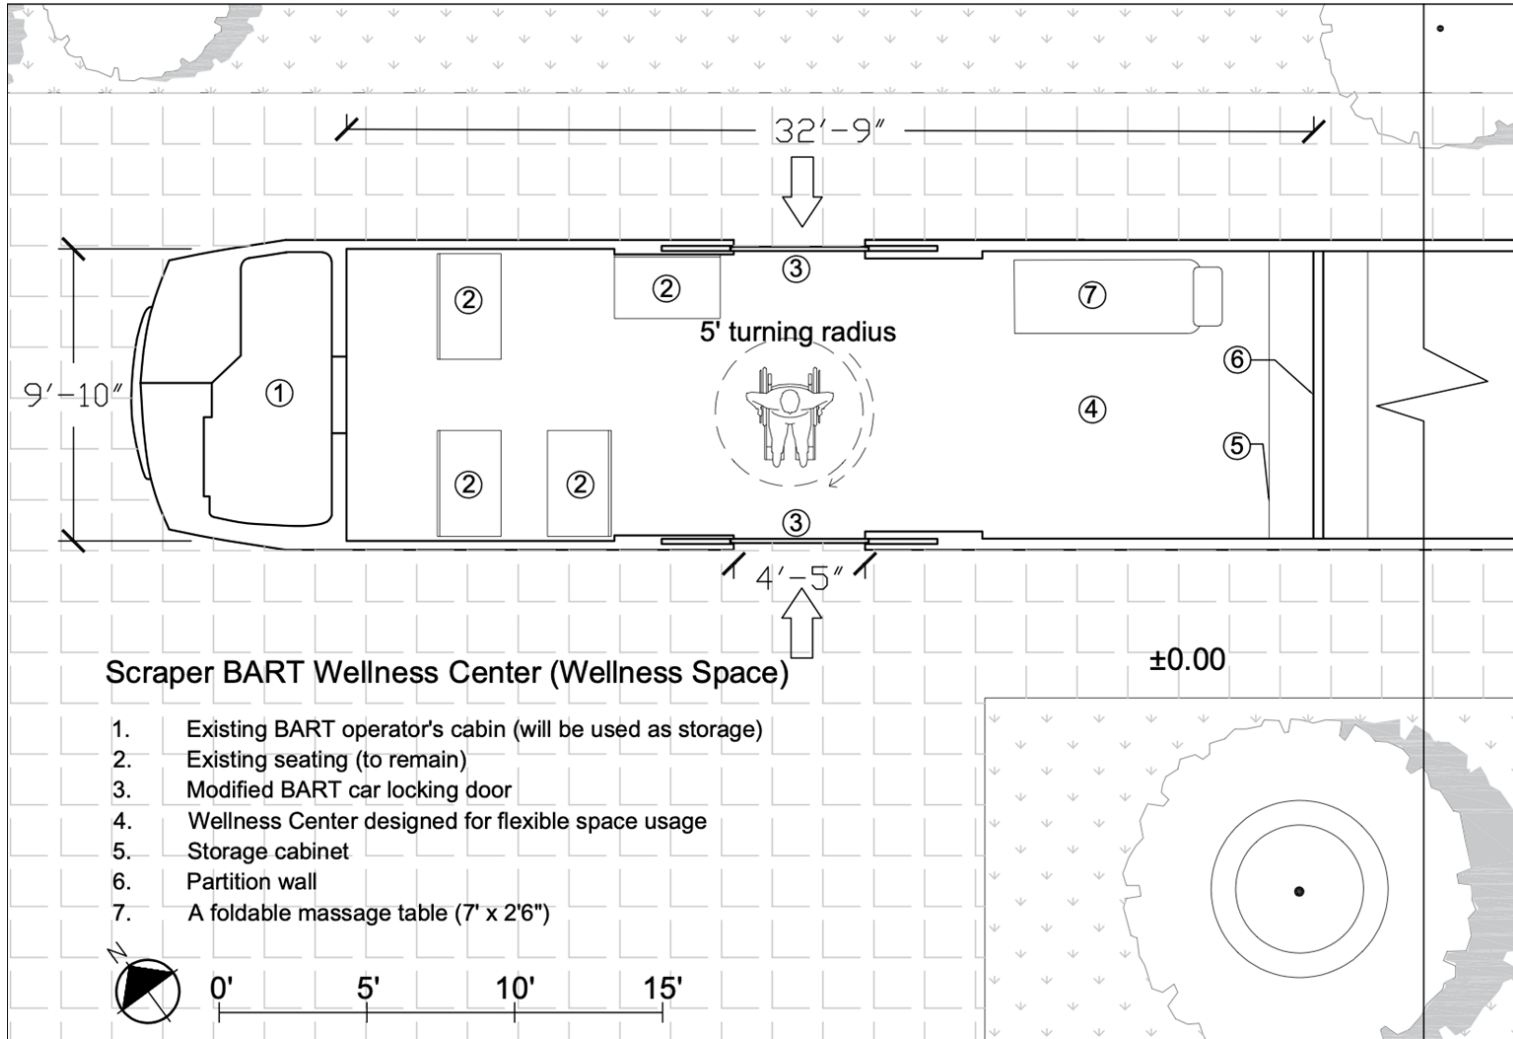 32'-9"
3
2
2
7
5' turning radius
6
9'-10"
1
4
5
2
2
3
4'-5"
±0.00
Scraper BART Wellness Center (Wellness Space)
1. Existing BART operator's cabin (will be used as storage)
2. Existing seating (to remain)
3. Modified BART car locking door
4. Wellness Center designed for flexible space usage
5. Storage cabinet
6. Partition wall
7. A foldable massage table (7' x 2'6")
N
0' 5' 10' 15'